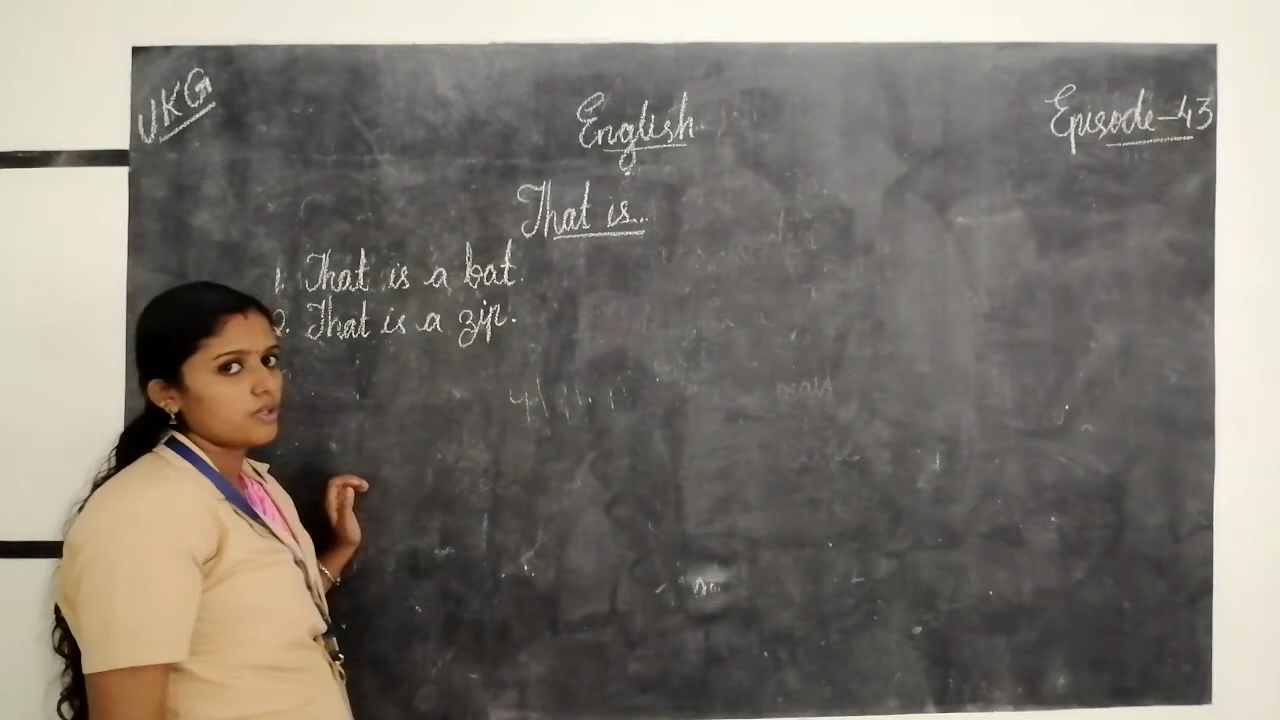 UKG
English
Episode-43
That is...
1. That is a bat.
2. That is a zip.